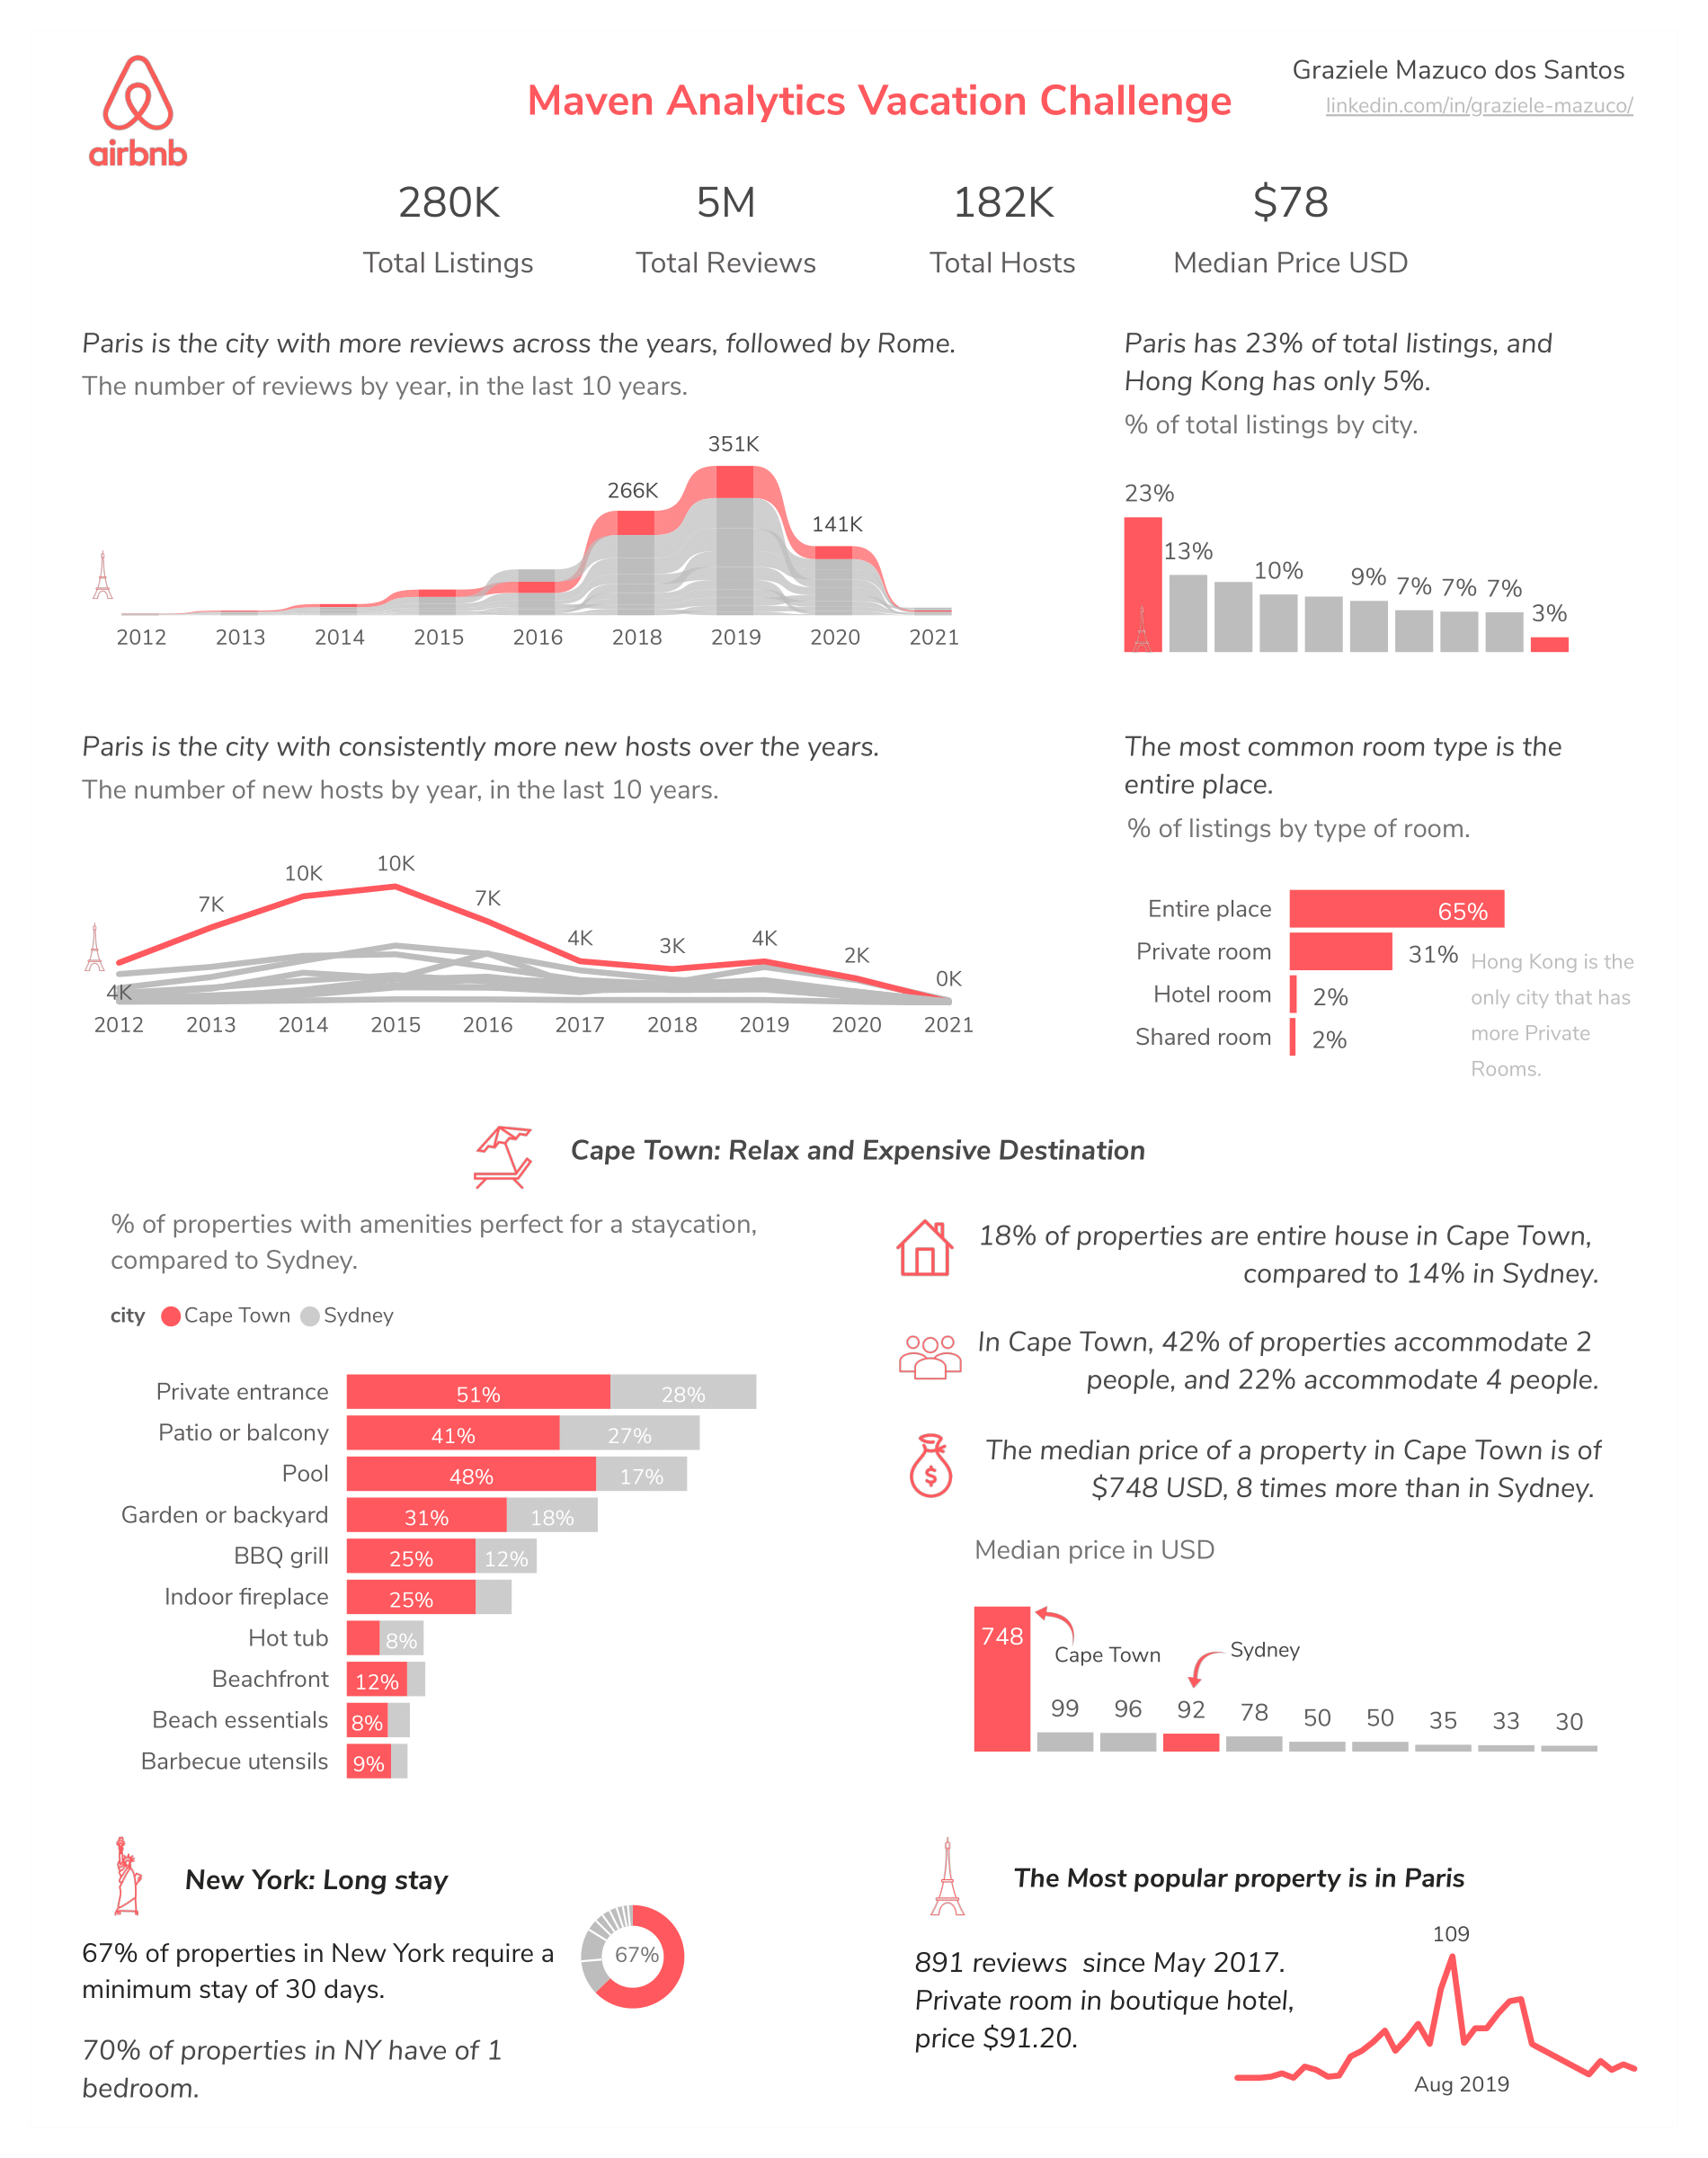 airbnb
Maven Analytics Vacation Challenge
Graziele Mazuco dos Santos
linkedin.com/in/graziele-mazuco/
280K
5M
182K
$78
Total Listings
Total Reviews
Total Hosts
Median Price USD
Paris is the city with more reviews across the years, followed by Rome.
The number of reviews by year, in the last 10 years.
351K
266K
141K
2012 2013 2014 2015 2016 2018 2019 2020 2021
Paris has 23% of total listings, and
Hong Kong has only 5%.
% of total listings by city.
23%
13%
10%
9%
7%
7%
7%
3%
Paris is the city with consistently more new hosts over the years.
The number of new hosts by year, in the last 10 years.
4K
7K
10K
10K
7K
4K
3K
4K
2K
0K
2012 2013 2014 2015 2016 2017 2018 2019 2020 2021
The most common room type is the
entire place.
% of listings by type of room.
Entire place 65%
Private room 31%
Hotel room 2%
Shared room 2%
Hong Kong is the
only city that has
more Private
Rooms.
Cape Town: Relax and Expensive Destination
% of properties with amenities perfect for a staycation,
compared to Sydney.
city Cape Town Sydney
Private entrance 51% 28%
Patio or balcony 41% 27%
Pool 48% 17%
Garden or backyard 31% 18%
BBQ grill 25% 12%
Indoor fireplace 25%
Hot tub 8%
Beachfront 12%
Beach essentials 8%
Barbecue utensils 9%
18% of properties are entire house in Cape Town,
compared to 14% in Sydney.
In Cape Town, 42% of properties accommodate 2
people, and 22% accommodate 4 people.
$
The median price of a property in Cape Town is of
$748 USD, 8 times more than in Sydney.
Median price in USD
748
Cape Town
Sydney
99 96 92 78 50 50 35 33 30
New York: Long stay
67% of properties in New York require a
minimum stay of 30 days.
67%
70% of properties in NY have of 1
bedroom.
The Most popular property is in Paris
891 reviews since May 2017.
Private room in boutique hotel,
price $91.20.
109
Aug 2019